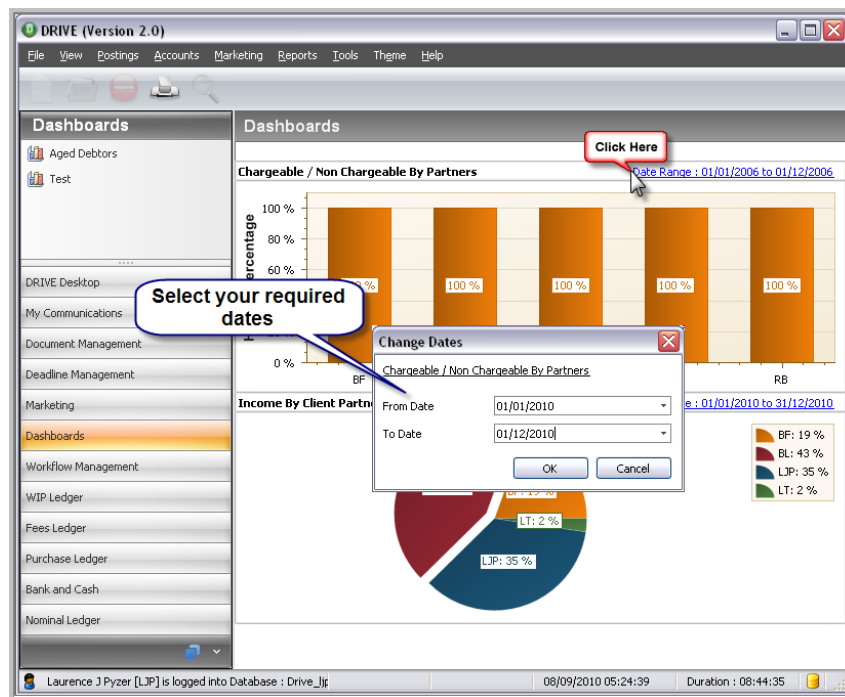 DRIVE (Version 2.0)
File View Postings Accounts Marketing Reports Tools Theme Help
Dashboards
Dashboards
Aged Debtors
Test
Click Here
Chargeable / Non Chargeable By Partners
Date Range : 01/01/2006 to 01/12/2006
100 %
80 %
60 %
0 %
100 %
100 %
100 %
100 %
BF
RB
Select your required
dates
DRIVE Desktop
My Communications
Document Management
Deadline Management
Marketing
Dashboards
Workflow Management
WIP Ledger
Fees Ledger
Purchase Ledger
Bank and Cash
Nominal Ledger
Change Dates
Chargeable / Non Chargeable By Partners
From Date 01/01/2010
To Date 01/12/2010
OK Cancel
Income By Client Partn
e : 01/01/2010 to 31/12/2010
BF: 19 %
BL: 43 %
LJP: 35 %
LT: 2 %
BF: 19 %
LT: 2 %
LJP: 35 %
Laurence J Pyzer [LJP] is logged into Database : Drive_ljp
08/09/2010 05:24:39
Duration : 08:44:35